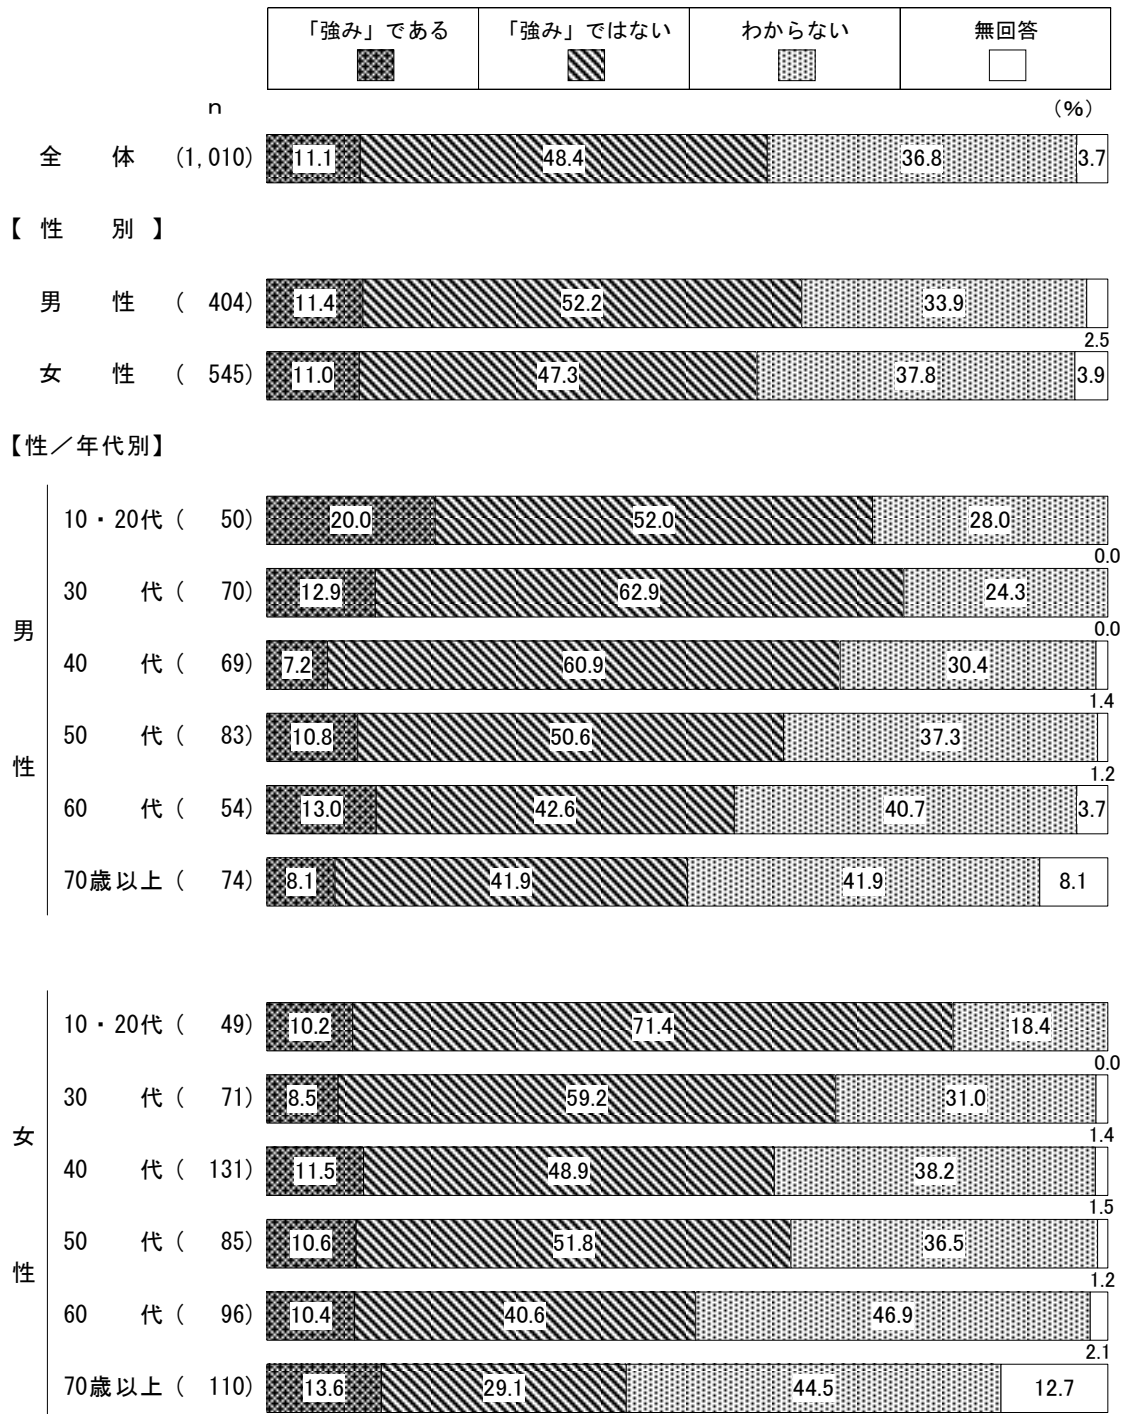 「強み」である 「強み」ではない わからない 無回答
n (%)
全 体 (1,010) 11.1 48.4 36.8 3.7
【 性 別 】
男 性 ( 404) 11.4 52.2 33.9
2.5
女 性 ( 545) 11.0 47.3 37.8 3.9
【性／年代別】
男性
10・20代 ( 50) 20.0 52.0 28.0
0.0
30 代 ( 70) 12.9 62.9 24.3
0.0
40 代 ( 69) 7.2 60.9 30.4
1.4
50 代 ( 83) 10.8 50.6 37.3
1.2
60 代 ( 54) 13.0 42.6 40.7 3.7
70歳以上 ( 74) 8.1 41.9 41.9 8.1
女性
10・20代 ( 49) 10.2 71.4 18.4
0.0
30 代 ( 71) 8.5 59.2 31.0
1.4
40 代 ( 131) 11.5 48.9 38.2
1.5
50 代 ( 85) 10.6 51.8 36.5
1.2
60 代 ( 96) 10.4 40.6 46.9
2.1
70歳以上 ( 110) 13.6 29.1 44.5 12.7